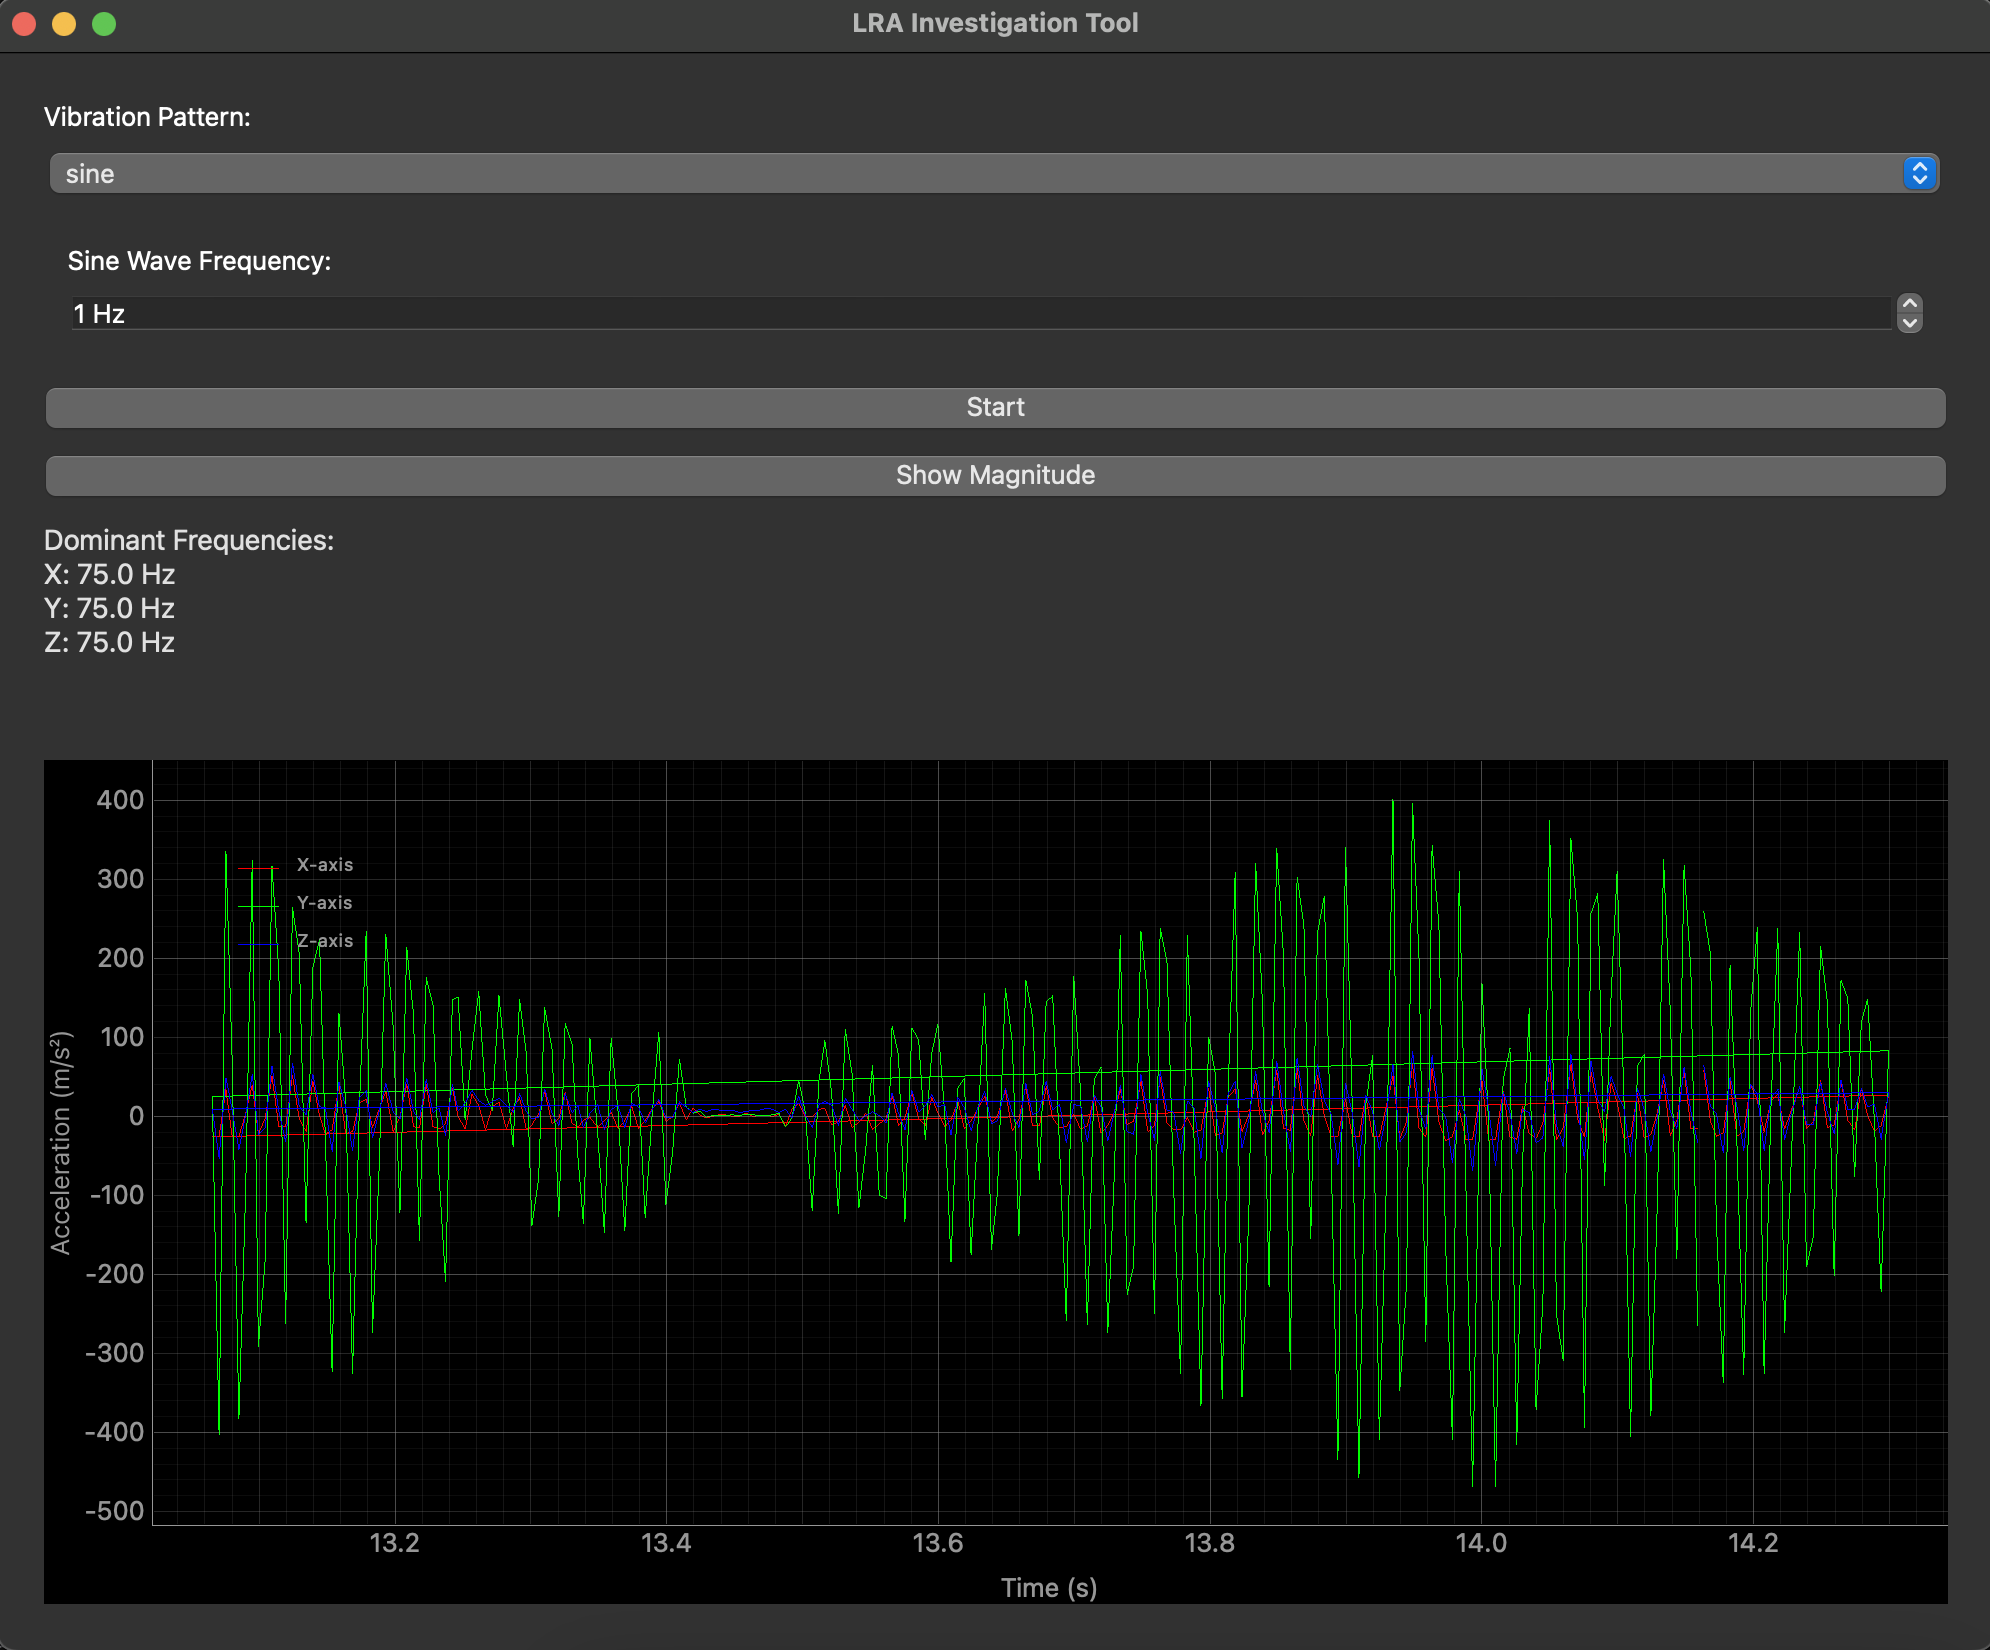 LRA Investigation Tool
Vibration Pattern:
sine
Sine Wave Frequency:
1 Hz
Start
Show Magnitude
Dominant Frequencies:
X: 75.0 Hz
Y: 75.0 Hz
Z: 75.0 Hz
400
300
200
100
0
-100
-200
-300
-400
-500
Acceleration (m/s²)
X-axis
Y-axis
Z-axis
13.2 13.4 13.6 13.8 14.0 14.2
Time (s)